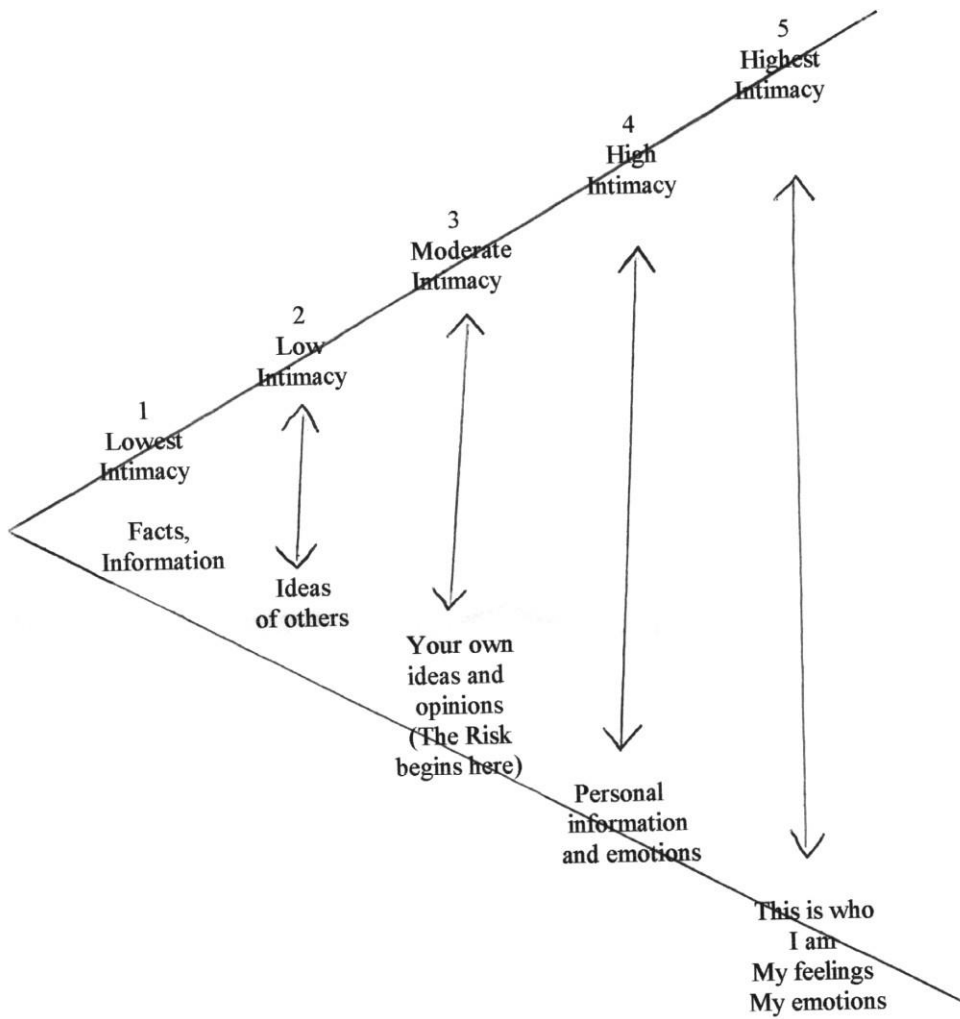 5
Highest
Intimacy
4
High
Intimacy
3
Moderate
Intimacy
2
Low
Intimacy
1
Lowest
Intimacy
Facts,
Information
Ideas
of others
Your own
ideas and
opinions
(The Risk
begins here)
Personal
information
and emotions
This is who
I am
My feelings
My emotions